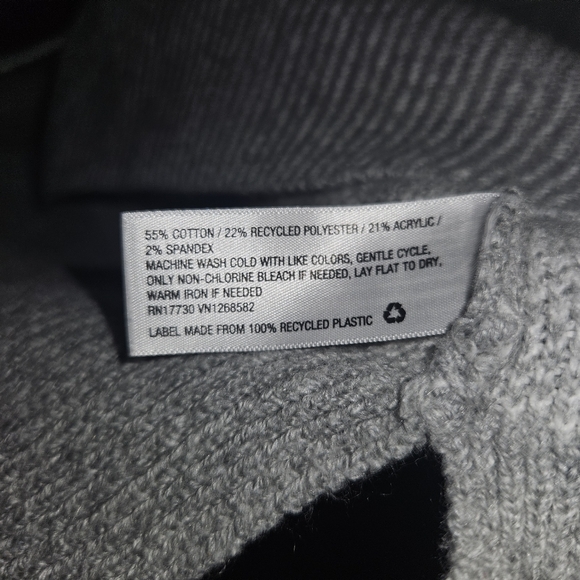 55% COTTON / 22% RECYCLED POLYESTER / 21% ACRYLIC /
2% SPANDEX
MACHINE WASH COLD WITH LIKE COLORS, GENTLE CYCLE,
ONLY NON-CHLORINE BLEACH IF NEEDED, LAY FLAT TO DRY,
WARM IRON IF NEEDED
RN17730 VN1268582
LABEL MADE FROM 100% RECYCLED PLASTIC